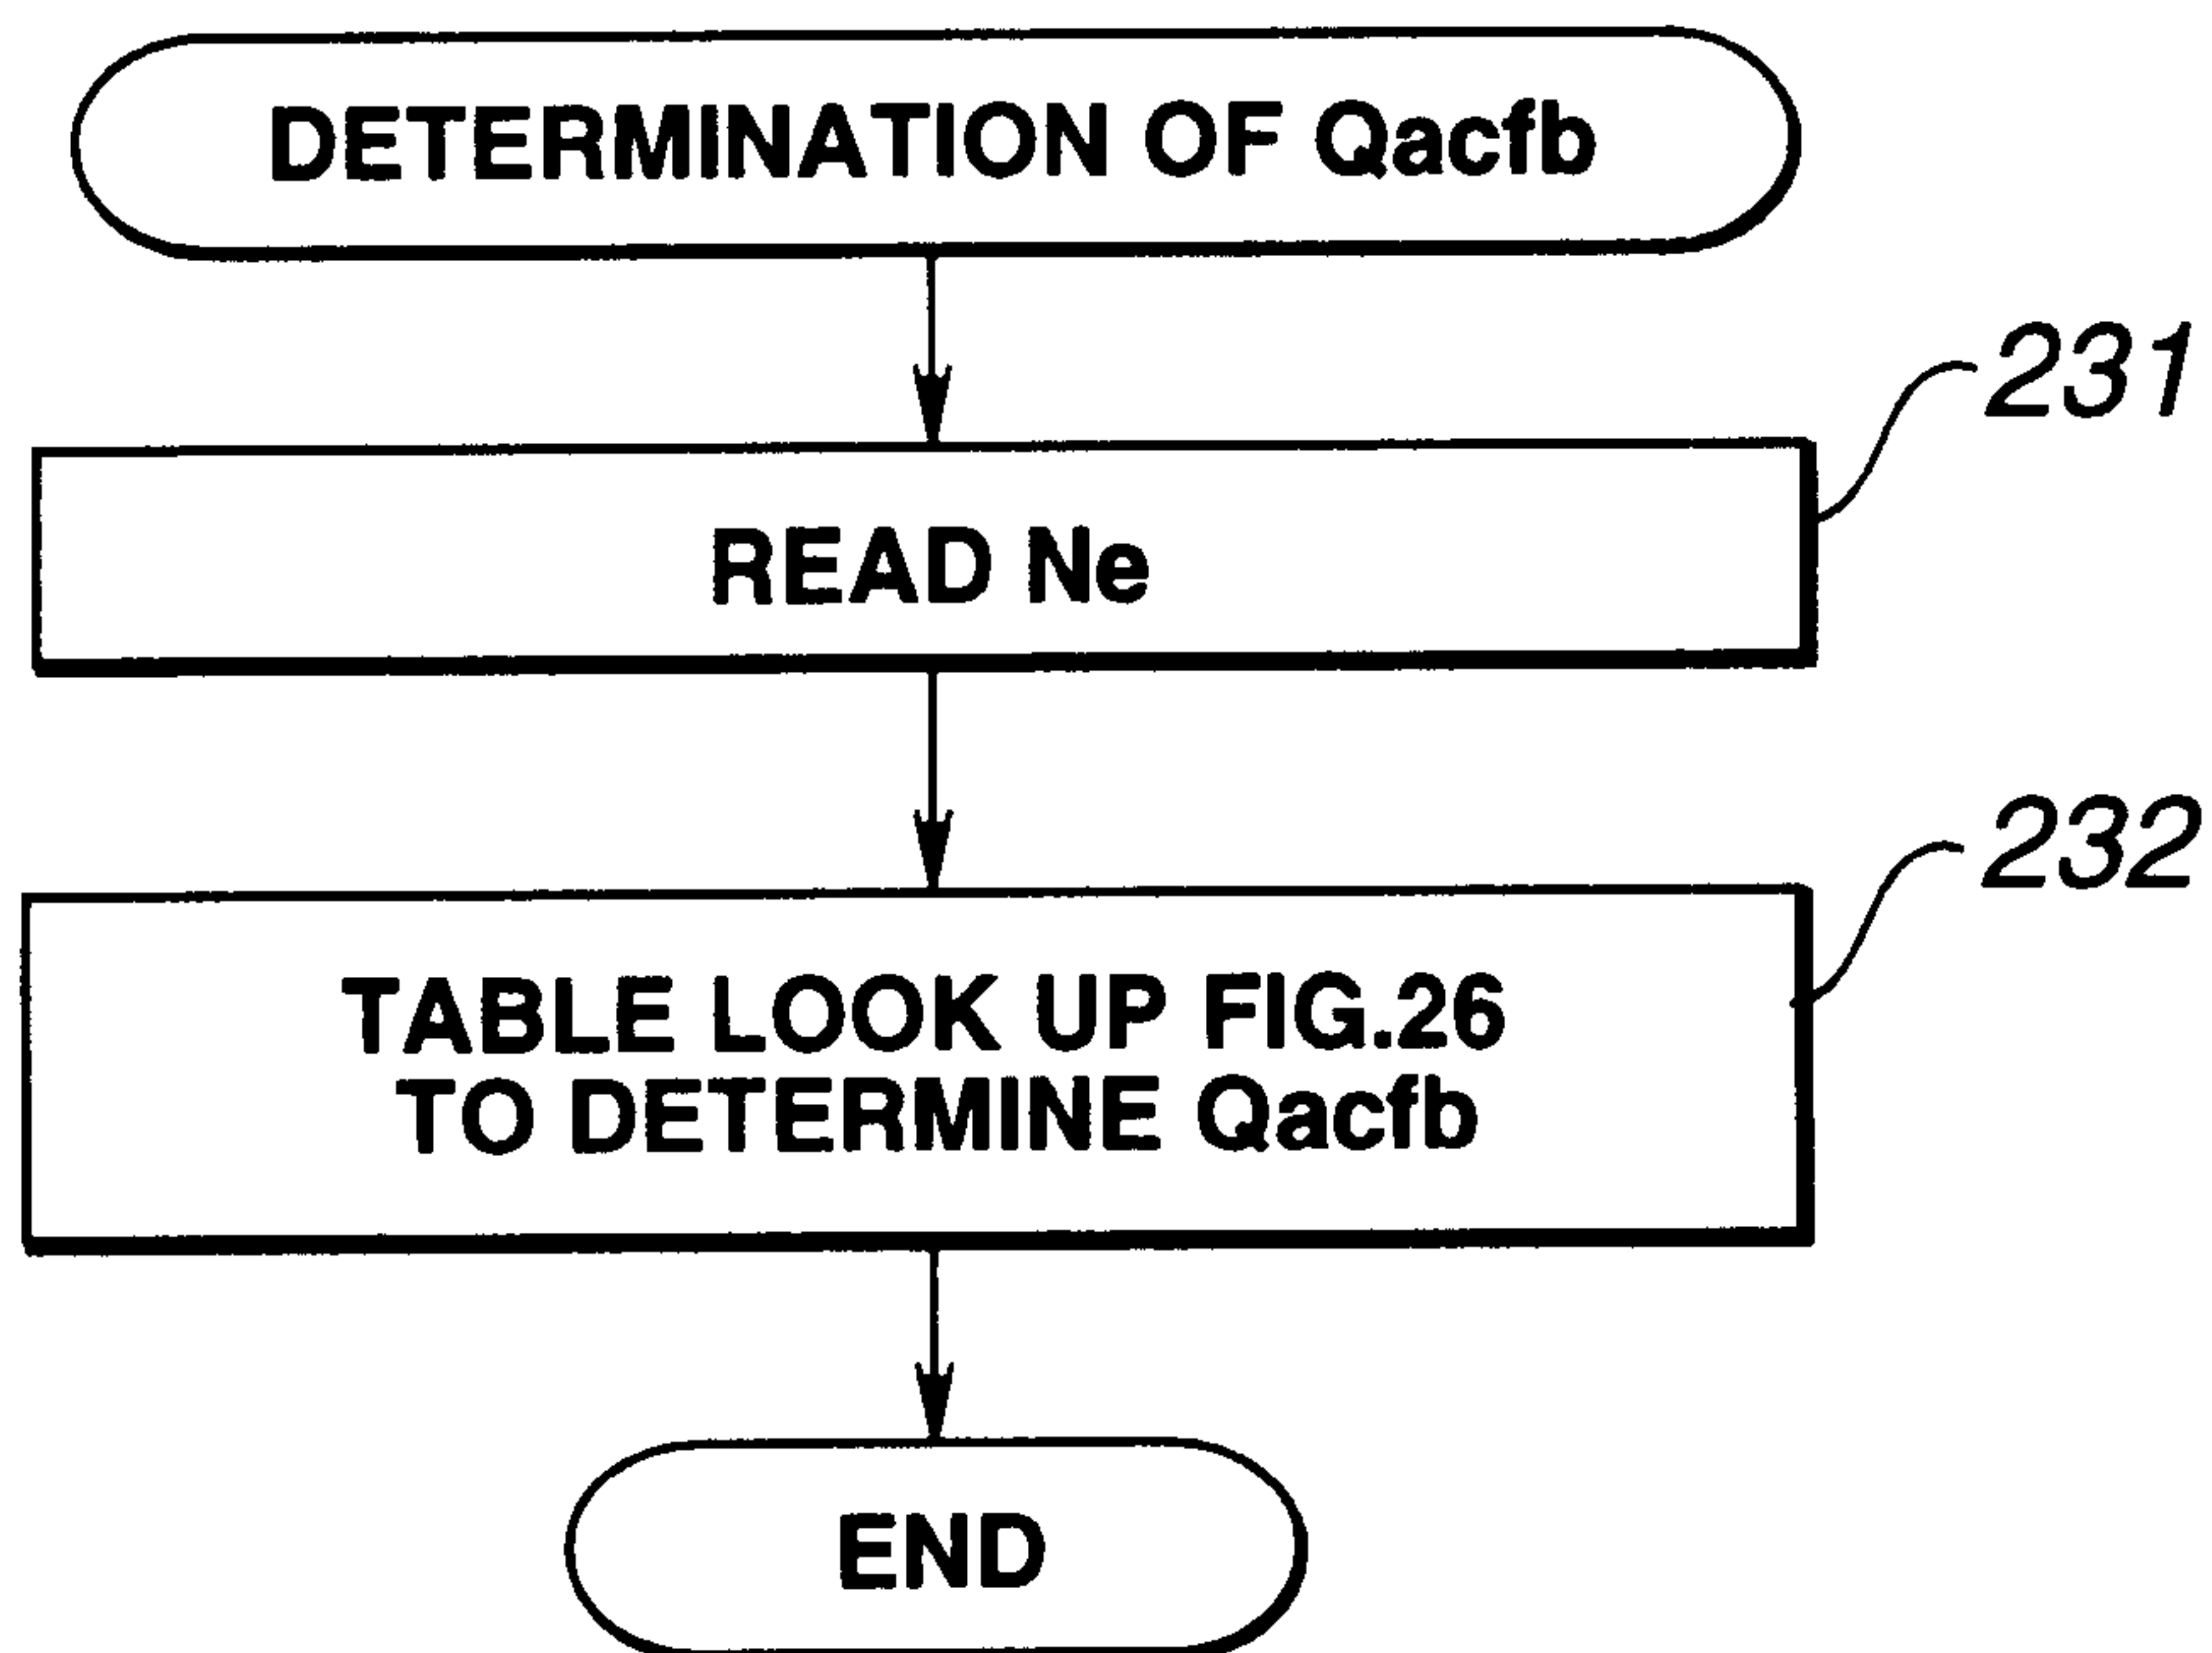 DETERMINATION OF Qacfb
231
READ Ne
232
TABLE LOOK UP FIG.26
TO DETERMINE Qacfb
END